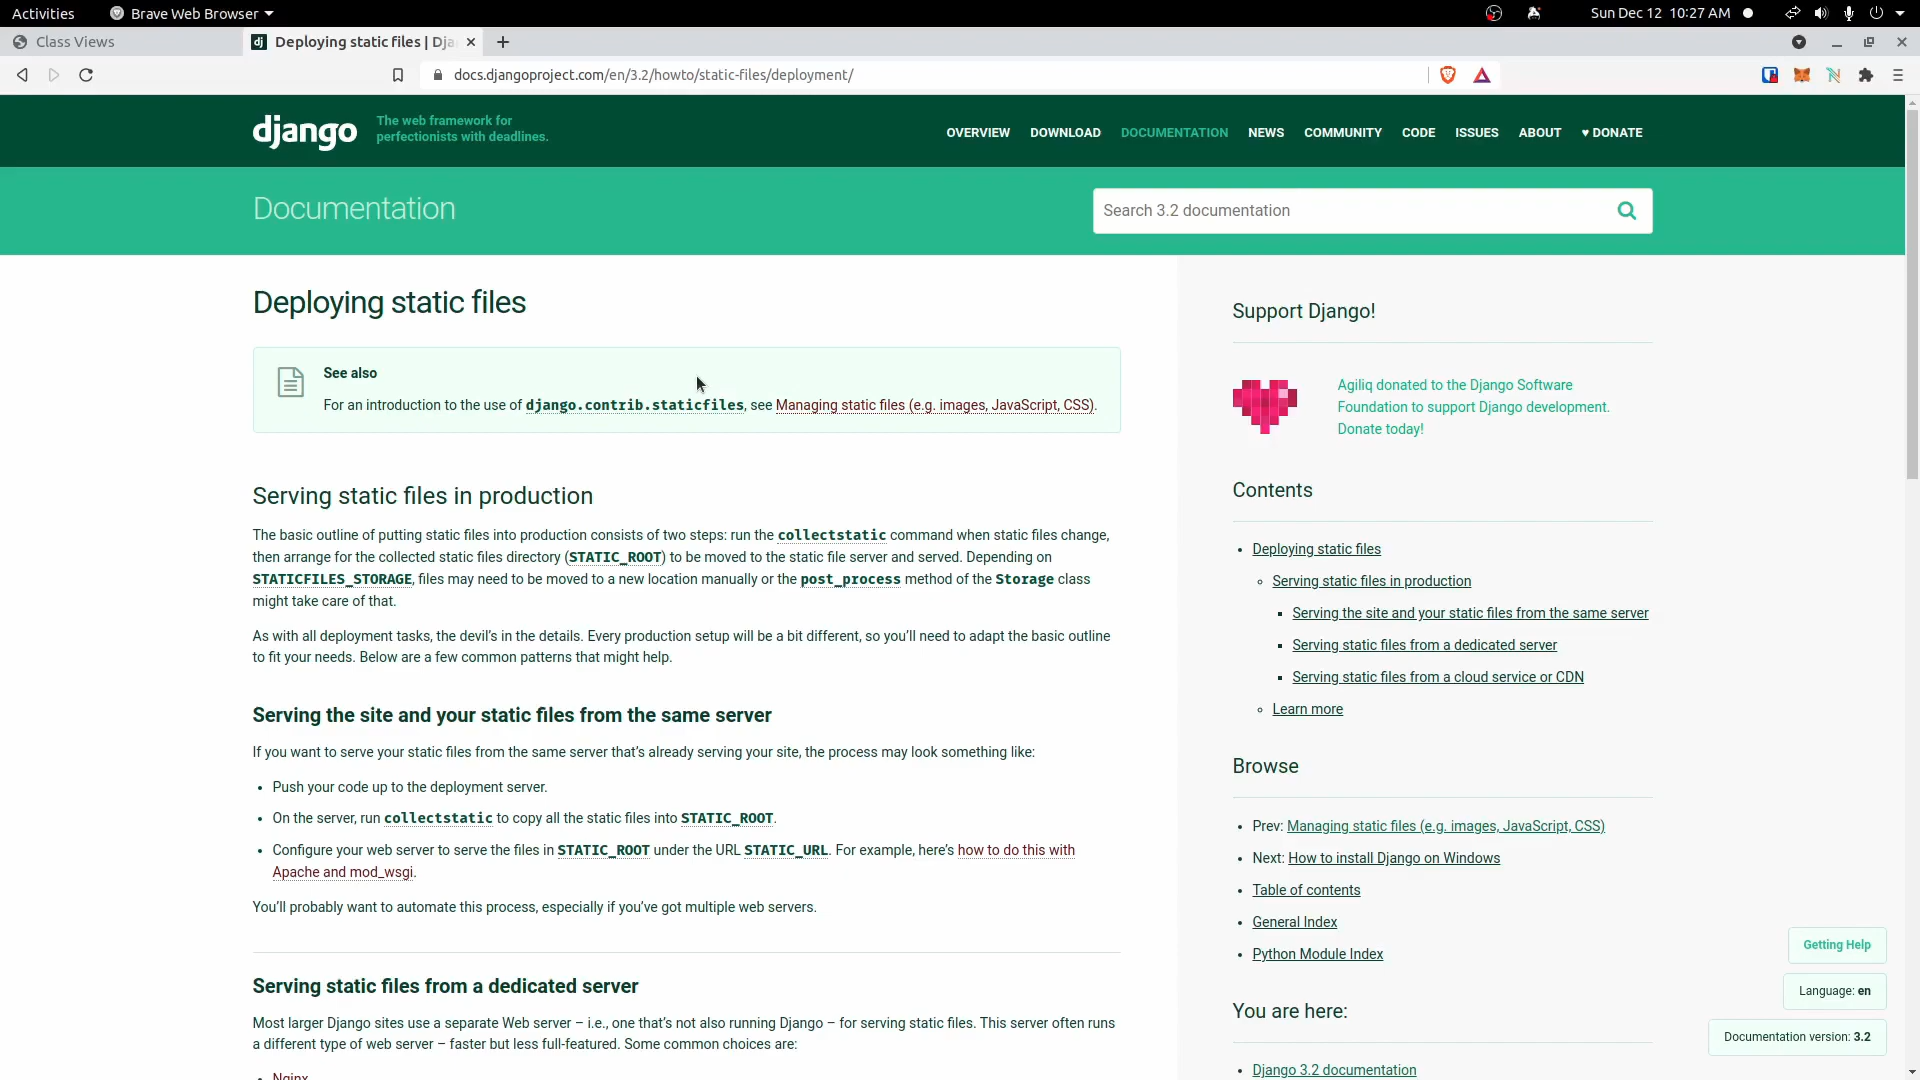 Activities
Brave Web Browser
Sun Dec 12 10:27 AM
Class Views
Deploying static files | Dja
docs.djangoproject.com/en/3.2/howto/static-files/deployment/
django
The web framework for
perfectionists with deadlines.
OVERVIEW DOWNLOAD DOCUMENTATION NEWS COMMUNITY CODE ISSUES ABOUT ♥ DONATE
Documentation
Search 3.2 documentation
Deploying static files
See also
For an introduction to the use of django.contrib.staticfiles, see Managing static files (e.g. images, JavaScript, CSS).
Serving static files in production
The basic outline of putting static files into production consists of two steps: run the collectstatic command when static files change,
then arrange for the collected static files directory (STATIC_ROOT) to be moved to the static file server and served. Depending on
STATICFILES_STORAGE, files may need to be moved to a new location manually or the post_process method of the Storage class
might take care of that.
As with all deployment tasks, the devil’s in the details. Every production setup will be a bit different, so you’ll need to adapt the basic outline
to fit your needs. Below are a few common patterns that might help.
Serving the site and your static files from the same server
If you want to serve your static files from the same server that’s already serving your site, the process may look something like:
• Push your code up to the deployment server.
• On the server, run collectstatic to copy all the static files into STATIC_ROOT.
• Configure your web server to serve the files in STATIC_ROOT under the URL STATIC_URL. For example, here’s how to do this with
Apache and mod_wsgi.
You’ll probably want to automate this process, especially if you’ve got multiple web servers.
Serving static files from a dedicated server
Most larger Django sites use a separate Web server – i.e., one that’s not also running Django – for serving static files. This server often runs
a different type of web server – faster but less full-featured. Some common choices are:
• Nginx
Support Django!
Agiliq donated to the Django Software
Foundation to support Django development.
Donate today!
Contents
• Deploying static files
◦ Serving static files in production
▪ Serving the site and your static files from the same server
▪ Serving static files from a dedicated server
▪ Serving static files from a cloud service or CDN
◦ Learn more
Browse
• Prev: Managing static files (e.g. images, JavaScript, CSS)
• Next: How to install Django on Windows
• Table of contents
• General Index
• Python Module Index
You are here:
• Django 3.2 documentation
Getting Help
Language: en
Documentation version: 3.2